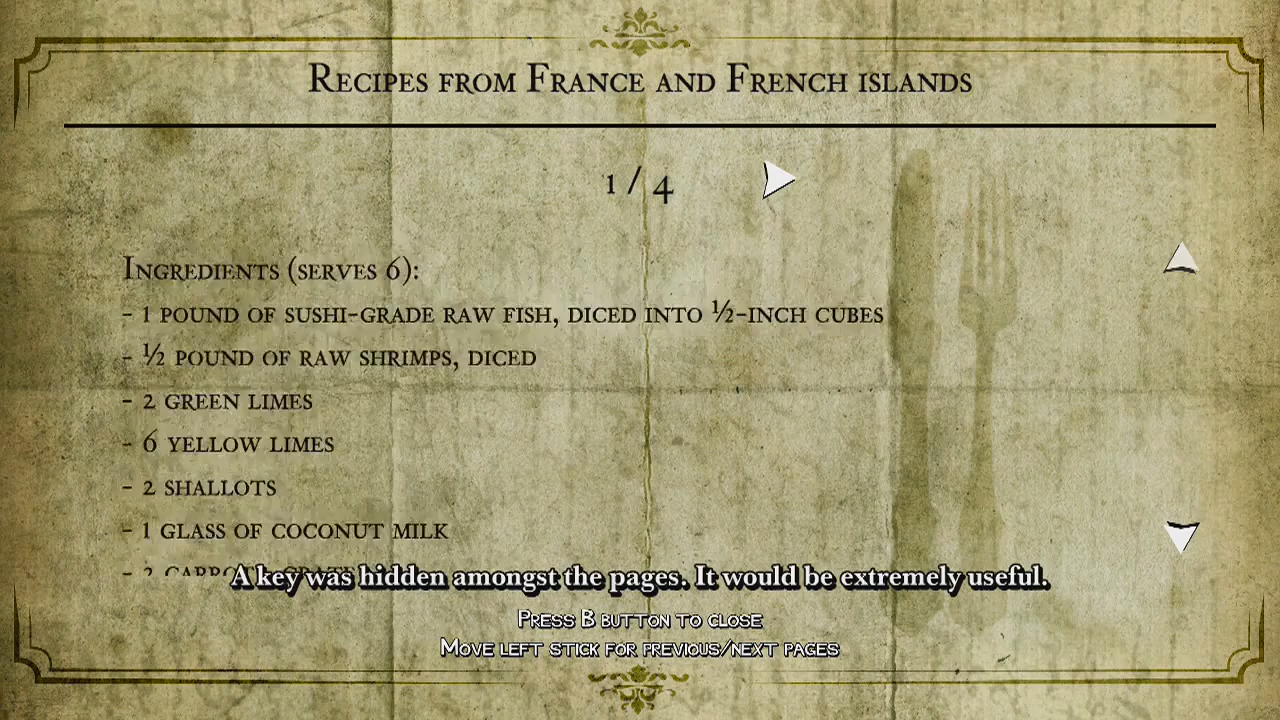 Recipes from France and French islands
1 / 4
Ingredients (serves 6):
- 1 pound of sushi-grade raw fish, diced into ½-inch cubes
- ½ pound of raw shrimps, diced
- 2 green limes
- 6 yellow limes
- 2 shallots
- 1 glass of coconut milk
- 2
A key was hidden amongst the pages. It would be extremely useful.
Press B button to close
Move left stick for previous/next pages